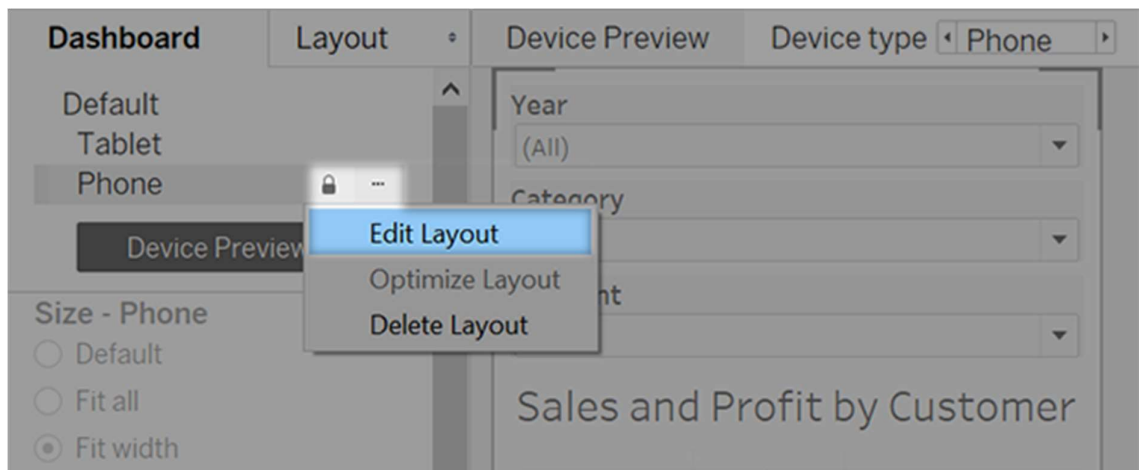 Dashboard
Layout
Device Preview
Device type
Phone
Default
Tablet
Phone
Device Preview
Edit Layout
Optimize Layout
Delete Layout
Size - Phone
Default
Fit all
Fit width
Year
(All)
Category
Sales and Profit by Customer